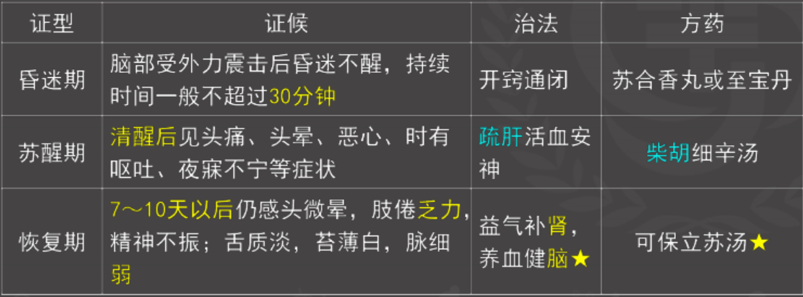 证型 证候 治法 方药
昏迷期 脑部受外力震击后昏迷不醒，持续时间一般不超过30分钟 开窍通闭 苏合香丸或至宝丹
苏醒期 清醒后见头痛、头晕、恶心、时有呕吐、夜寐不宁等症状 疏肝活血安神 柴胡细辛汤
恢复期 7～10天以后仍感头微晕，肢倦乏力，精神不振；舌质淡，苔薄白，脉细弱 益气补肾，养血健脑★ 可保立苏汤★